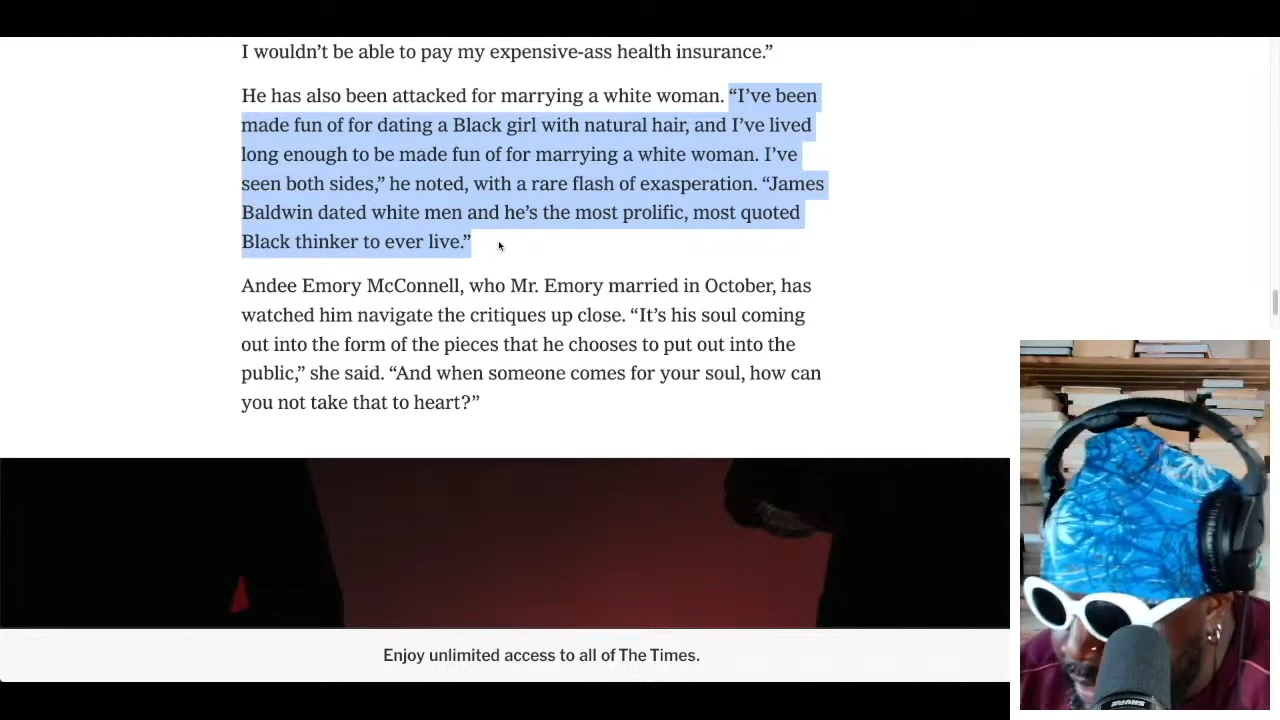 I wouldn’t be able to pay my expensive-ass health insurance.”
He has also been attacked for marrying a white woman. “I’ve been
made fun of for dating a Black girl with natural hair, and I’ve lived
long enough to be made fun of for marrying a white woman. I’ve
seen both sides,” he noted, with a rare flash of exasperation. “James
Baldwin dated white men and he’s the most prolific, most quoted
Black thinker to ever live.”
Andee Emory McConnell, who Mr. Emory married in October, has
watched him navigate the critiques up close. “It’s his soul coming
out into the form of the pieces that he chooses to put out into the
public,” she said. “And when someone comes for your soul, how can
you not take that to heart?”
Enjoy unlimited access to all of The Times.
SHURE